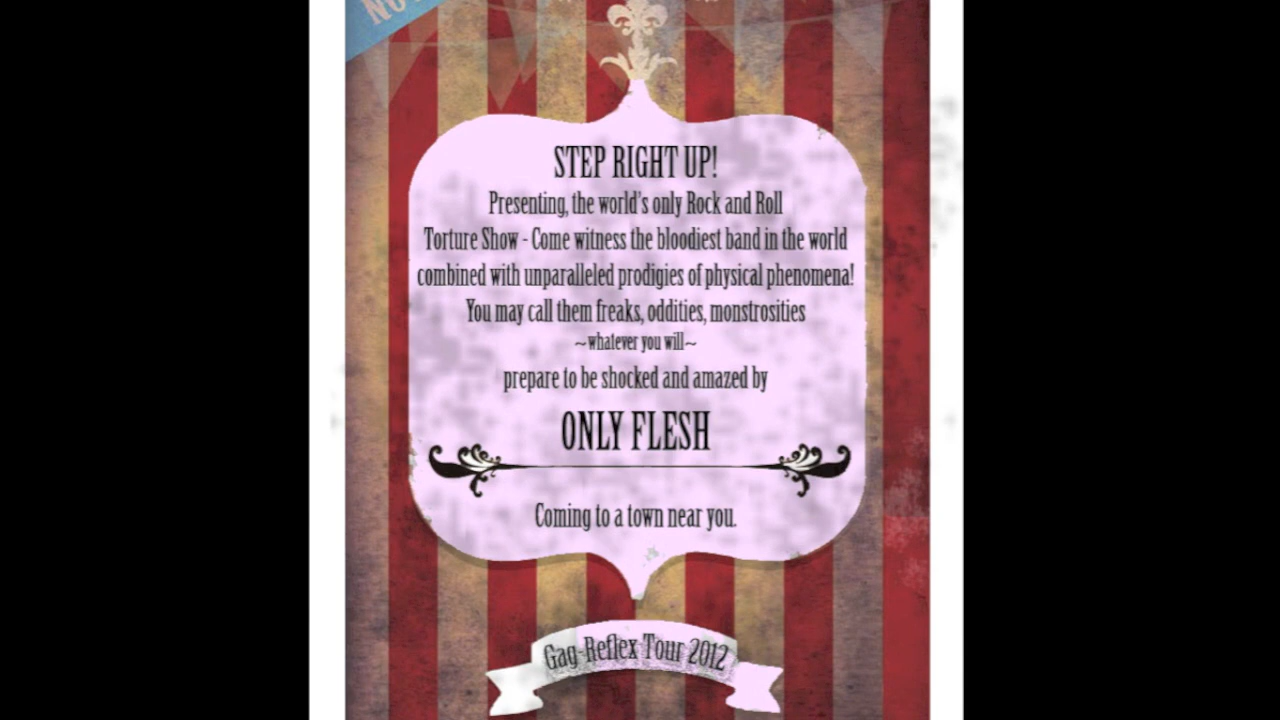 STEP RIGHT UP!
Presenting, the world's only Rock and Roll
Torture Show - Come witness the bloodiest band in the world
combined with unparalleled prodigies of physical phenomena!
You may call them freaks, oddities, monstrosities
~whatever you will~
prepare to be shocked and amazed by
ONLY FLESH
Coming to a town near you.
Gag-Reflex Tour 2012